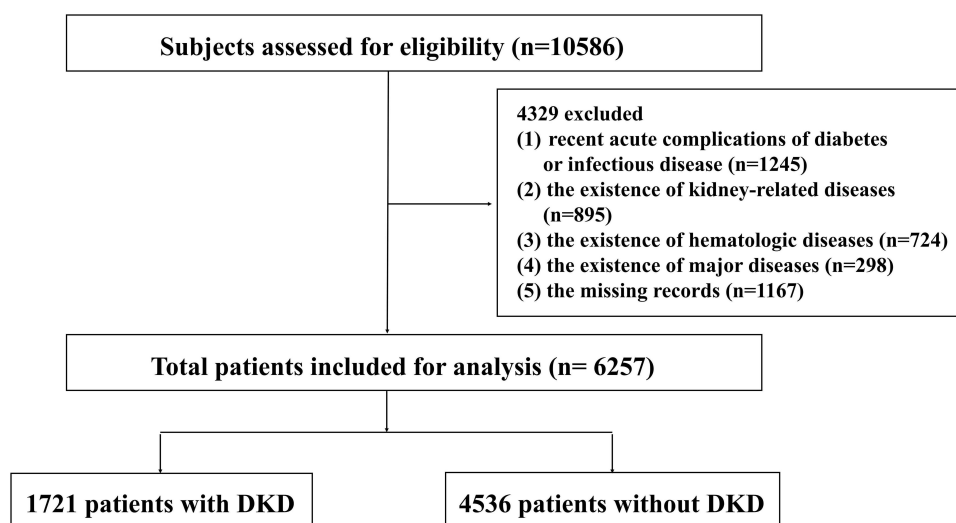 Subjects assessed for eligibility (n=10586)
4329 excluded
(1) recent acute complications of diabetes
or infectious disease (n=1245)
(2) the existence of kidney-related diseases
(n=895)
(3) the existence of hematologic diseases (n=724)
(4) the existence of major diseases (n=298)
(5) the missing records (n=1167)
Total patients included for analysis (n= 6257)
1721 patients with DKD
4536 patients without DKD